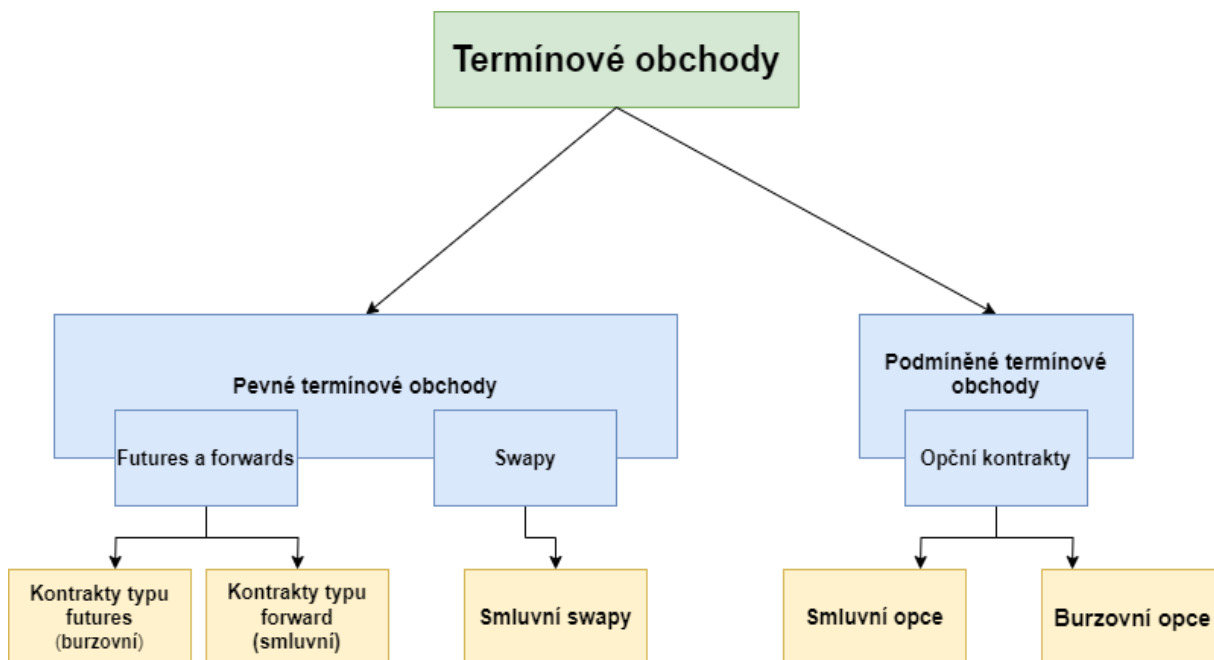 Termínové obchody
Pevné termínové obchody
Podmíněné termínové
obchody
Futures a forwards
Swapy
Opční kontrakty
Kontrakty typu
futures
(burzovní)
Kontrakty typu
forward
(smluvní)
Smluvní swapy
Smluvní opce
Burzovní opce